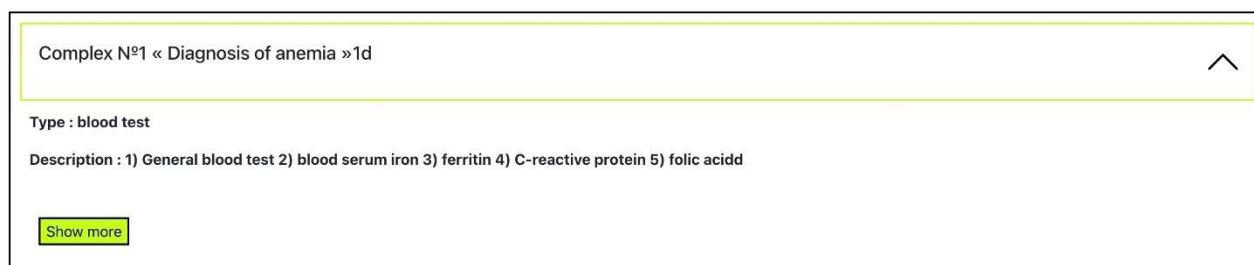 Complex Nº1 « Diagnosis of anemia »1d
Type : blood test
Description : 1) General blood test 2) blood serum iron 3) ferritin 4) C-reactive protein 5) folic acidd
Show more